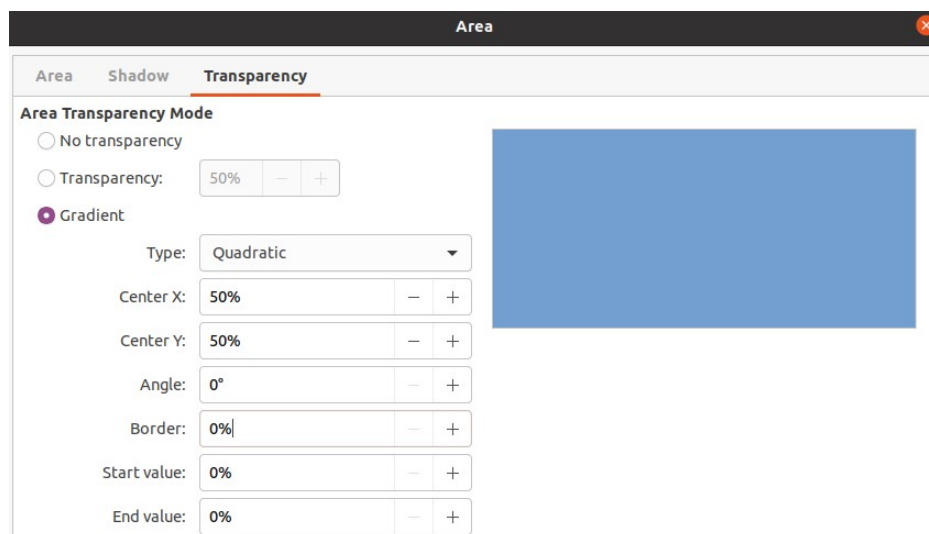 Area
Area Shadow Transparency
Area Transparency Mode
No transparency
Transparency: 50% − +
Gradient
Type: Quadratic
Center X: 50% − +
Center Y: 50% − +
Angle: 0° − +
Border: 0% − +
Start value: 0% − +
End value: 0% − +